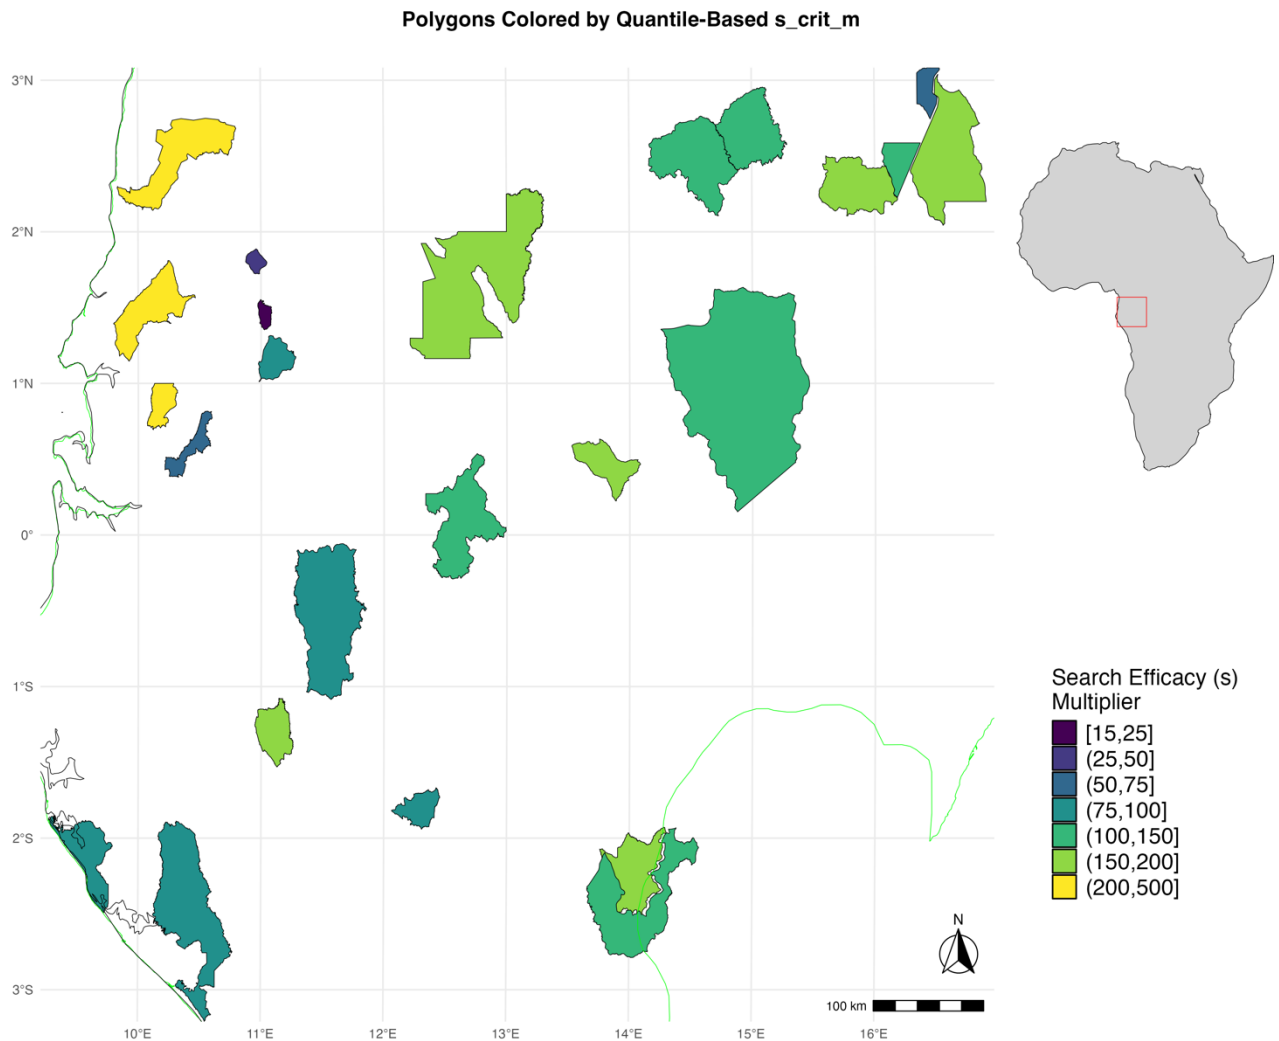 Polygons Colored by Quantile-Based s_crit_m
3°N
2°N
1°N
0°
1°S
2°S
3°S
10°E 11°E 12°E 13°E 14°E 15°E 16°E
N
100 km
Search Efficacy (s)
Multiplier
[15,25]
(25,50]
(50,75]
(75,100]
(100,150]
(150,200]
(200,500]